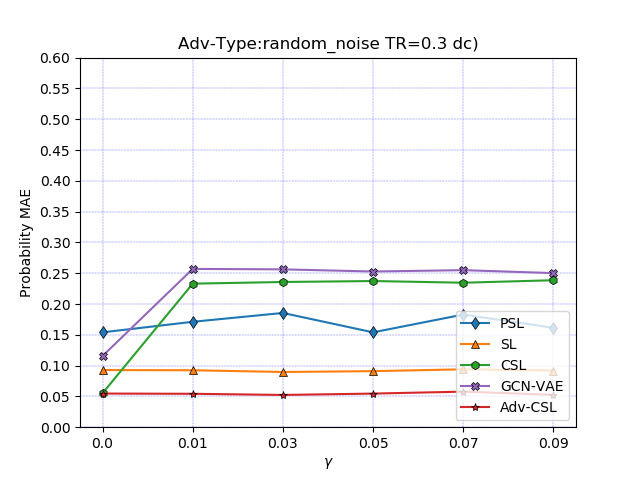 Adv-Type:random_noise TR=0.3 dc)
Probability MAE
0.60
0.55
0.50
0.45
0.40
0.35
0.30
0.25
0.20
0.15
0.10
0.05
0.00
0.0 0.01 0.03 0.05 0.07 0.09
γ
PSL
SL
CSL
GCN-VAE
Adv-CSL